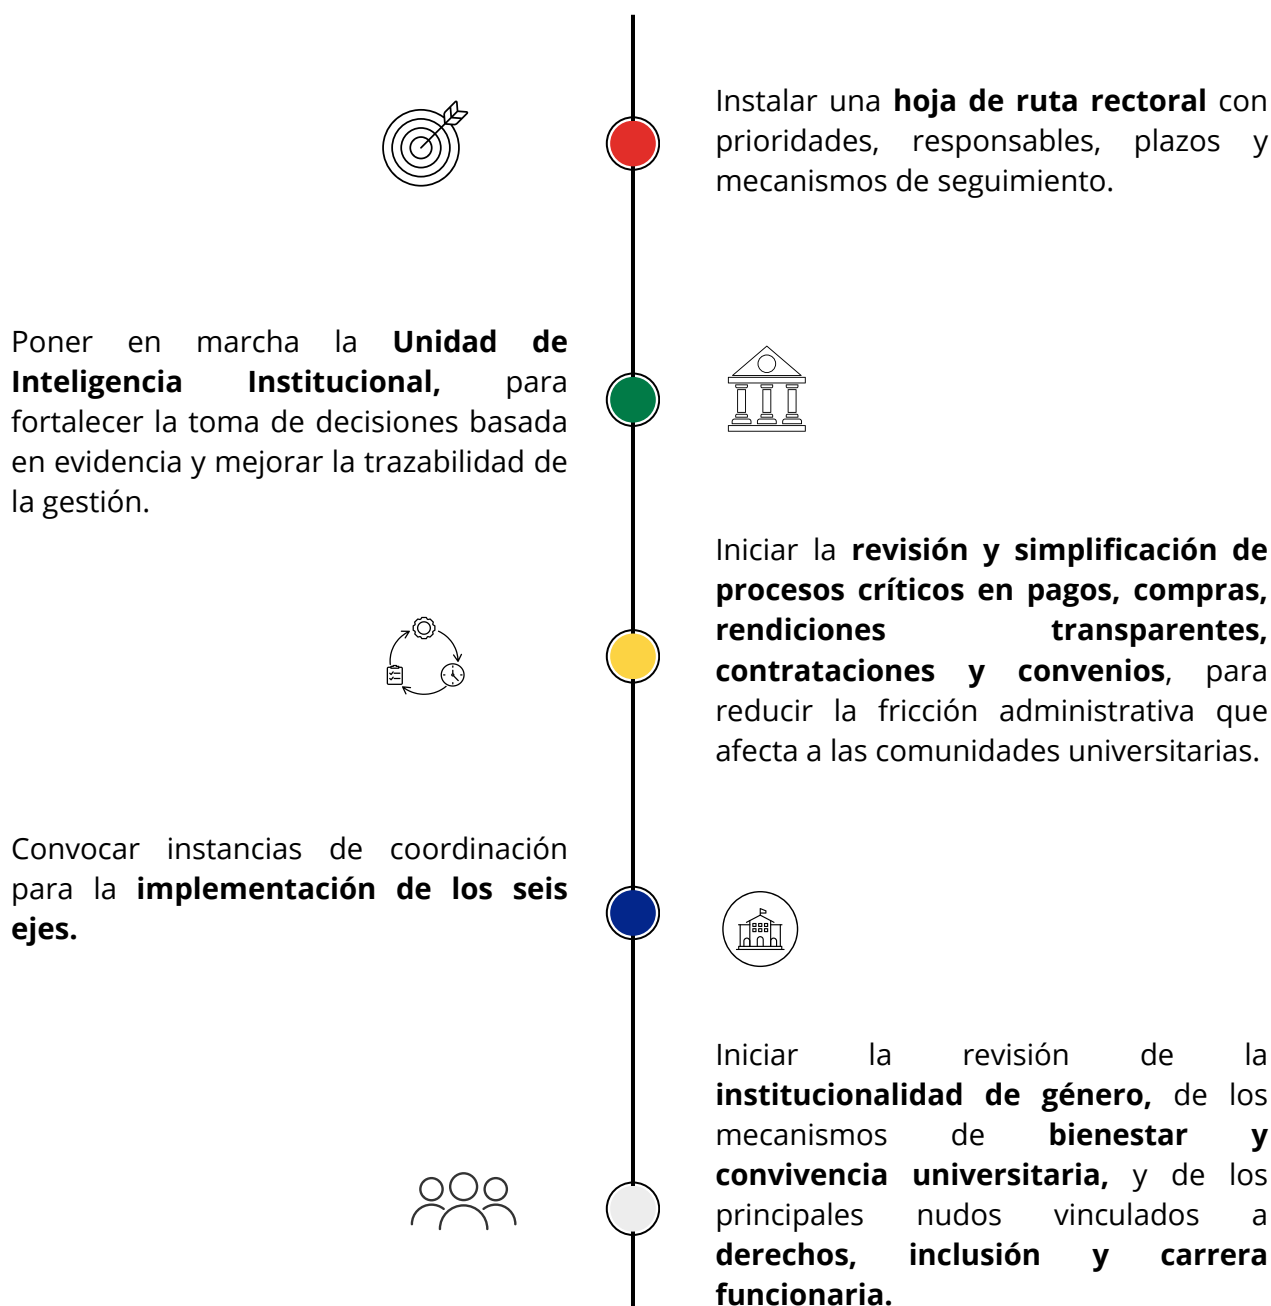 Instalar una hoja de ruta rectoral con
prioridades, responsables, plazos y
mecanismos de seguimiento.
Poner en marcha la Unidad de
Inteligencia Institucional, para
fortalecer la toma de decisiones basada
en evidencia y mejorar la trazabilidad de
la gestión.
Iniciar la revisión y simplificación de
procesos críticos en pagos, compras,
rendiciones transparentes,
contrataciones y convenios, para
reducir la fricción administrativa que
afecta a las comunidades universitarias.
Convocar instancias de coordinación
para la implementación de los seis
ejes.
Iniciar la revisión de la
institucionalidad de género, de los
mecanismos de bienestar y
convivencia universitaria, y de los
principales nudos vinculados a
derechos, inclusión y carrera
funcionaria.